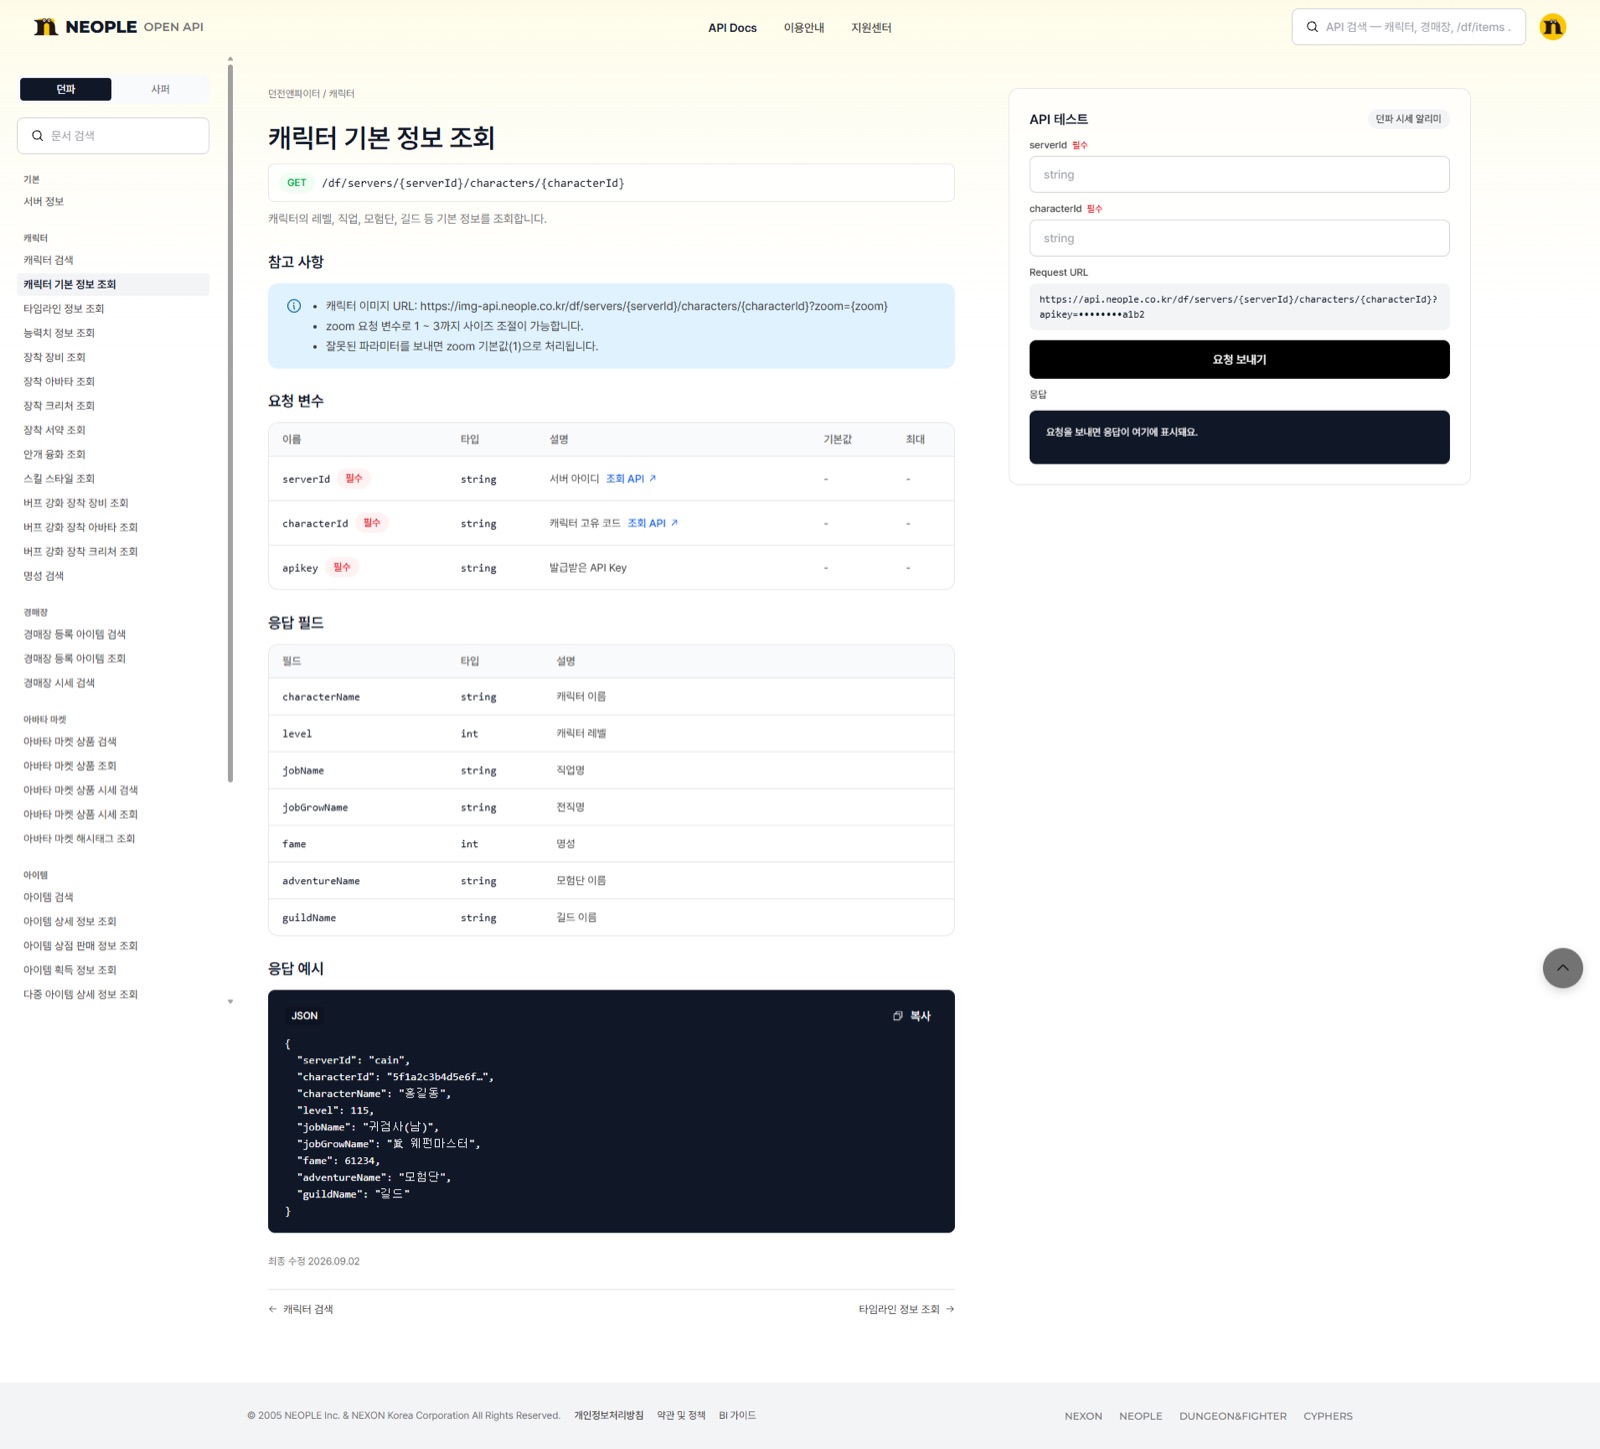 NEOPLE OPEN API
API Docs
이용안내
지원센터
API 검색 — 캐릭터, 경매장, /df/items .
던파
사퍼
문서 검색
기본
서버 정보
캐릭터
캐릭터 검색
캐릭터 기본 정보 조회
타임라인 정보 조회
능력치 정보 조회
장착 장비 조회
장착 아바타 조회
장착 크리처 조회
장착 서약 조회
안개 융화 조회
스킬 스타일 조회
버프 강화 장착 장비 조회
버프 강화 장착 아바타 조회
버프 강화 장착 크리처 조회
명성 검색
경매장
경매장 등록 아이템 검색
경매장 등록 아이템 조회
경매장 시세 검색
아바타 마켓
아바타 마켓 상품 검색
아바타 마켓 상품 조회
아바타 마켓 상품 시세 검색
아바타 마켓 상품 시세 조회
아바타 마켓 해시태그 조회
아이템
아이템 검색
아이템 상세 정보 조회
아이템 상점 판매 정보 조회
아이템 획득 정보 조회
다중 아이템 상세 정보 조회
던전앤파이터 / 캐릭터
캐릭터 기본 정보 조회
GET /df/servers/{serverId}/characters/{characterId}
캐릭터의 레벨, 직업, 모험단, 길드 등 기본 정보를 조회합니다.
참고 사항
• 캐릭터 이미지 URL: https://img-api.neople.co.kr/df/servers/{serverId}/characters/{characterId}?zoom={zoom}
• zoom 요청 변수로 1 ~ 3까지 사이즈 조절이 가능합니다.
• 잘못된 파라미터를 보내면 zoom 기본값(1)으로 처리됩니다.
요청 변수
이름 타입 설명 기본값 최대
serverId 필수 string 서버 아이디 조회 API ↗ - -
characterId 필수 string 캐릭터 고유 코드 조회 API ↗ - -
apikey 필수 string 발급받은 API Key - -
응답 필드
필드 타입 설명
characterName string 캐릭터 이름
level int 캐릭터 레벨
jobName string 직업명
jobGrowName string 전직명
fame int 명성
adventureName string 모험단 이름
guildName string 길드 이름
응답 예시
JSON 복사
{
"serverId": "cain",
"characterId": "5f1a2c3b4d5e6f…",
"characterName": "홍길동",
"level": 115,
"jobName": "귀검사(남)",
"jobGrowName": "眞 웨펀마스터",
"fame": 61234,
"adventureName": "모험단",
"guildName": "길드"
}
최종 수정 2026.09.02
← 캐릭터 검색
타임라인 정보 조회 →
API 테스트
던파 시세 알리미
serverId 필수
string
characterId 필수
string
Request URL
https://api.neople.co.kr/df/servers/{serverId}/characters/{characterId}?
apikey=••••••••a1b2
요청 보내기
응답
요청을 보내면 응답이 여기에 표시돼요.
© 2005 NEOPLE Inc. & NEXON Korea Corporation All Rights Reserved. 개인정보처리방침 약관 및 정책 BI 가이드
NEXON NEOPLE DUNGEON&FIGHTER CYPHERS